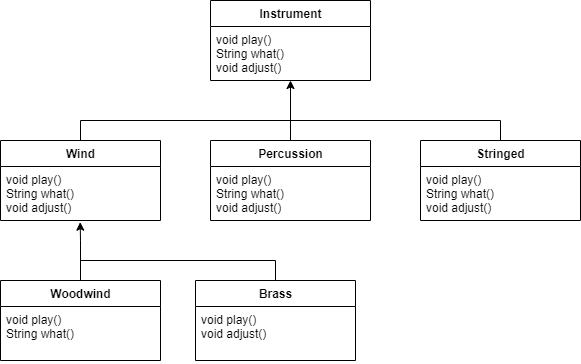 Instrument
void play()
String what()
void adjust()
Wind
void play()
String what()
void adjust()
Percussion
void play()
String what()
void adjust()
Stringed
void play()
String what()
void adjust()
Woodwind
void play()
String what()
Brass
void play()
void adjust()